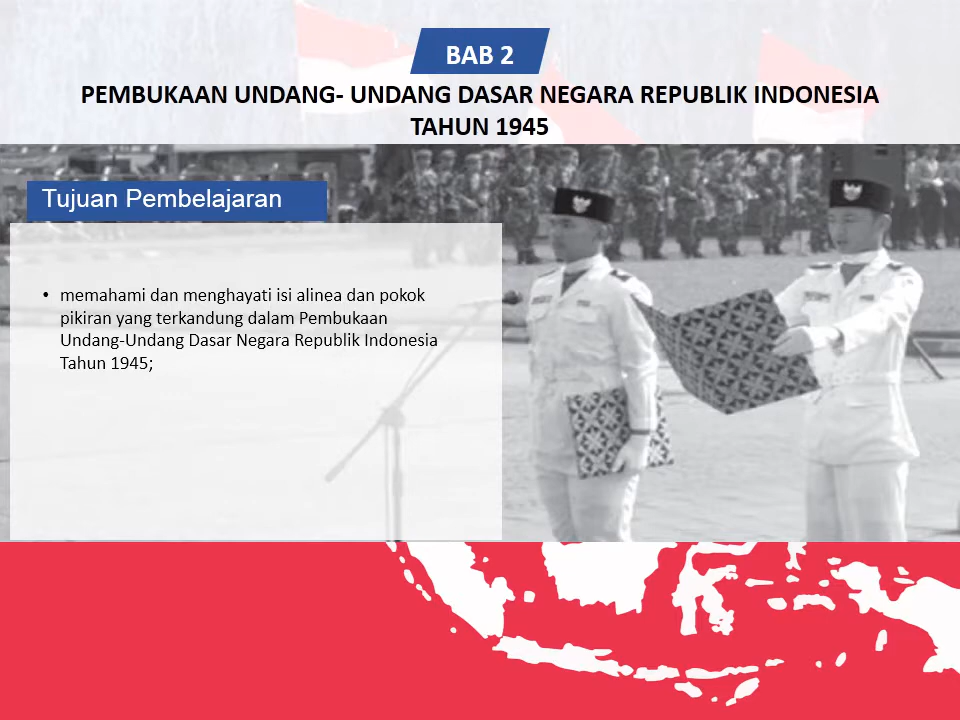 BAB 2
PEMBUKAAN UNDANG- UNDANG DASAR NEGARA REPUBLIK INDONESIA
TAHUN 1945
Tujuan Pembelajaran
• memahami dan menghayati isi alinea dan pokok
pikiran yang terkandung dalam Pembukaan
Undang-Undang Dasar Negara Republik Indonesia
Tahun 1945;